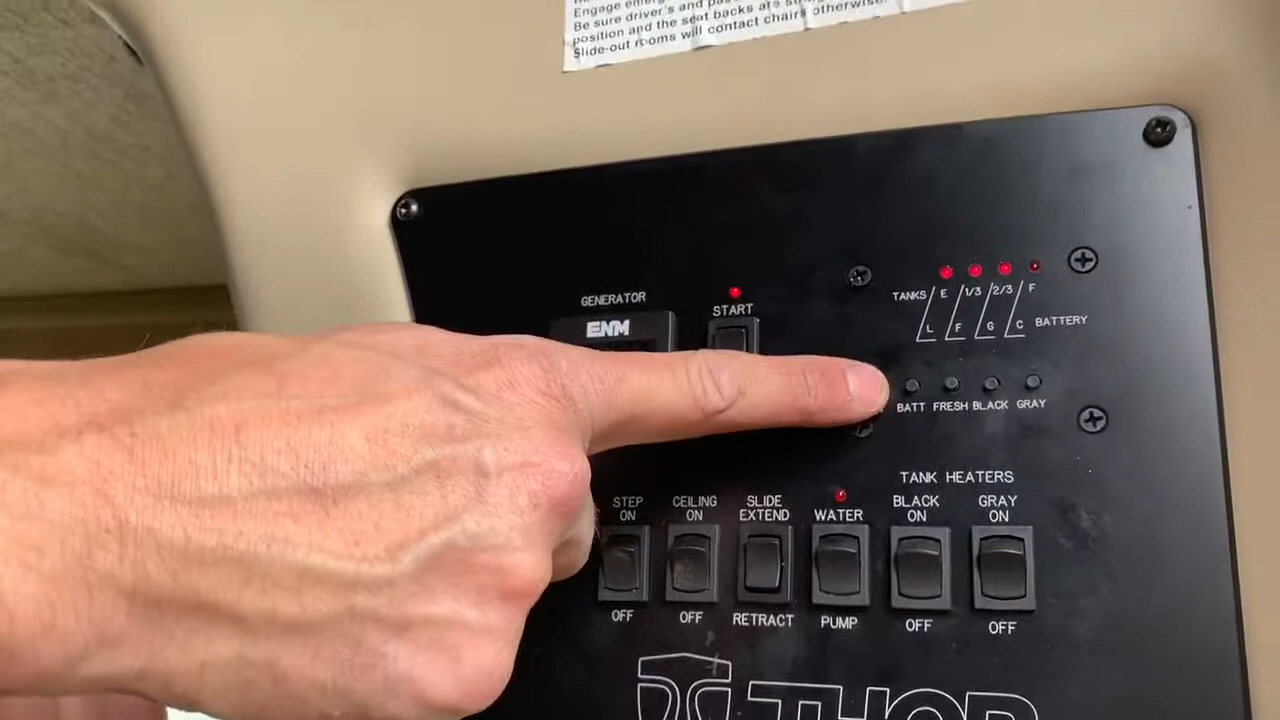 Engage
Be sure driver's and
position and the seat backs are
Slide-out rooms will contact chairs otherwise.
GENERATOR
ENM
START
TANKS E 1/3 2/3 F
L F G C BATTERY
BATT FRESH BLACK GRAY
TANK HEATERS
STEP ON
CEILING ON
SLIDE EXTEND
WATER
BLACK ON
GRAY ON
OFF
OFF
RETRACT
PUMP
OFF
OFF
THOR